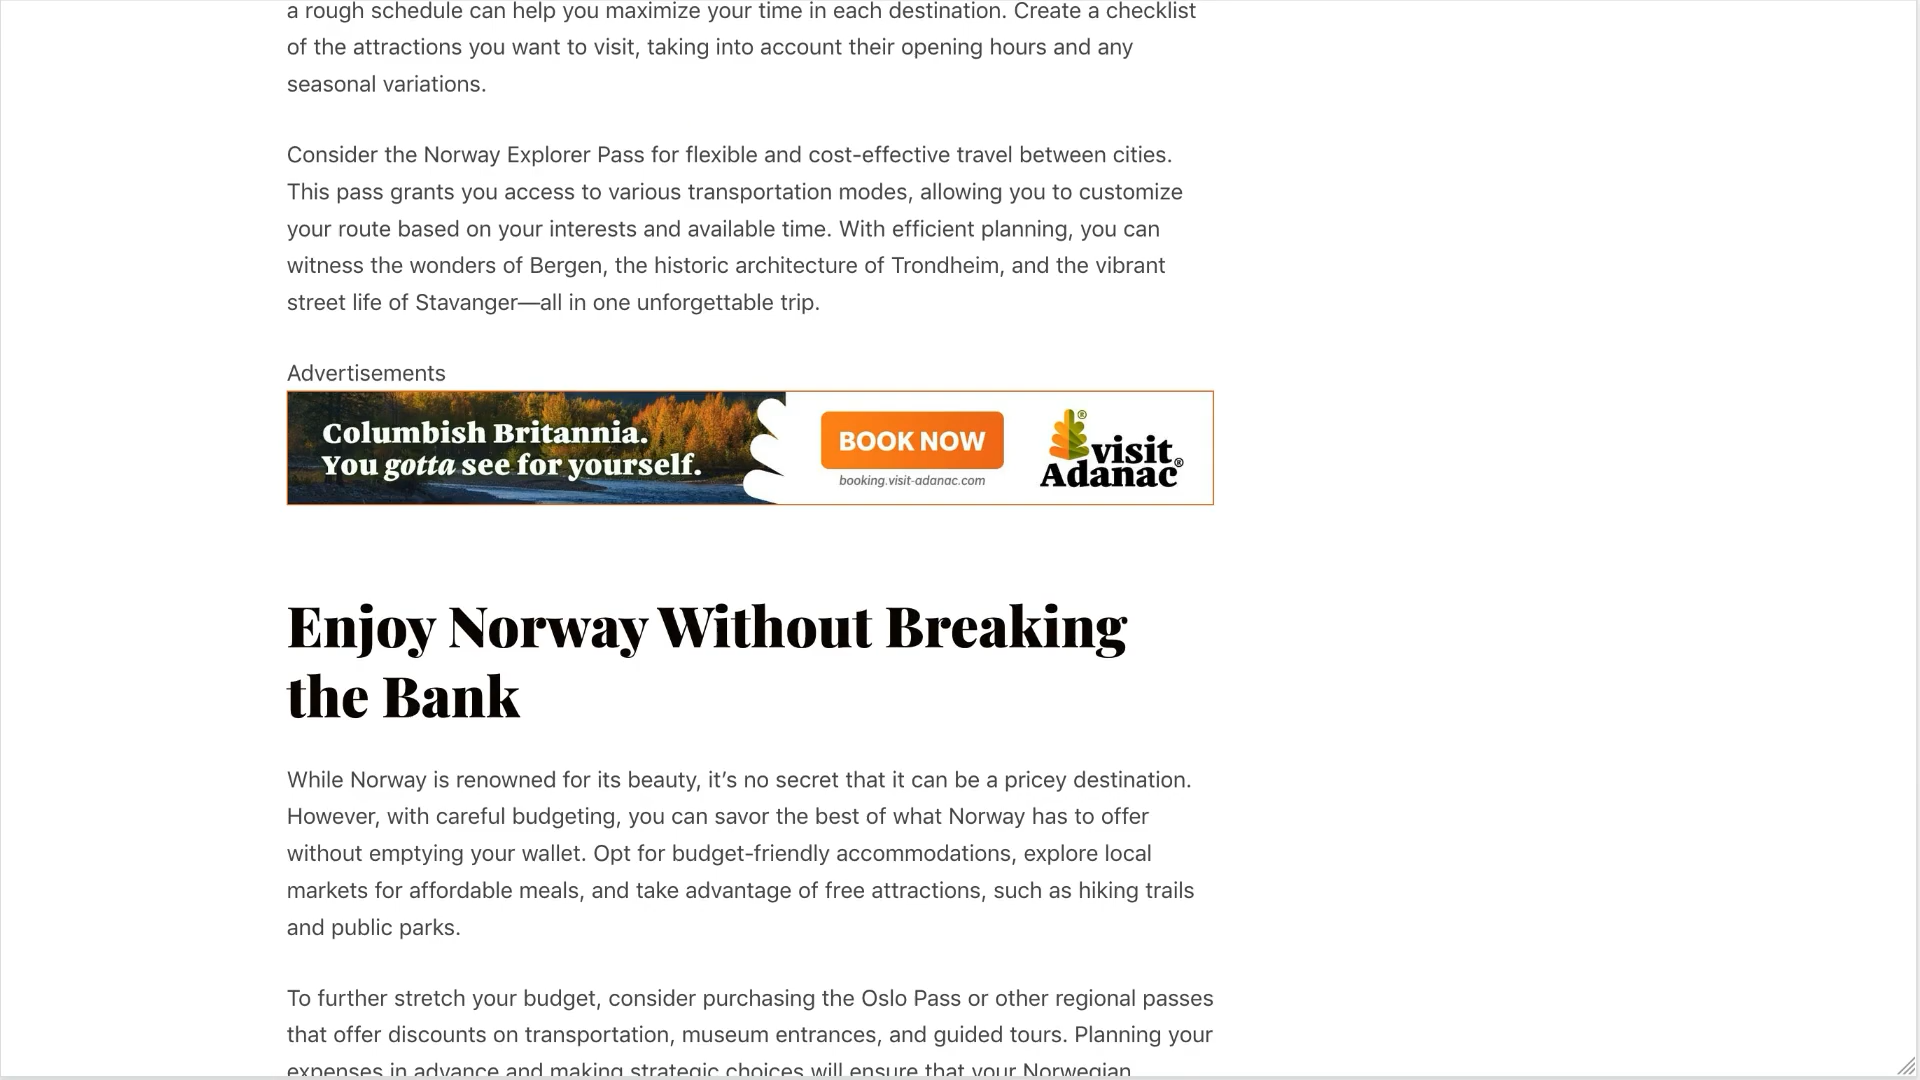 a rough schedule can help you maximize your time in each destination. Create a checklist
of the attractions you want to visit, taking into account their opening hours and any
seasonal variations.
Consider the Norway Explorer Pass for flexible and cost-effective travel between cities.
This pass grants you access to various transportation modes, allowing you to customize
your route based on your interests and available time. With efficient planning, you can
witness the wonders of Bergen, the historic architecture of Trondheim, and the vibrant
street life of Stavanger—all in one unforgettable trip.
Advertisements
Columbish Britannia.
You gotta see for yourself.
BOOK NOW
booking.visit-adanac.com
®
visit
Adanac®
Enjoy Norway Without Breaking
the Bank
While Norway is renowned for its beauty, it’s no secret that it can be a pricey destination.
However, with careful budgeting, you can savor the best of what Norway has to offer
without emptying your wallet. Opt for budget-friendly accommodations, explore local
markets for affordable meals, and take advantage of free attractions, such as hiking trails
and public parks.
To further stretch your budget, consider purchasing the Oslo Pass or other regional passes
that offer discounts on transportation, museum entrances, and guided tours. Planning your
expenses in advance and making strategic choices will ensure that your Norwegian